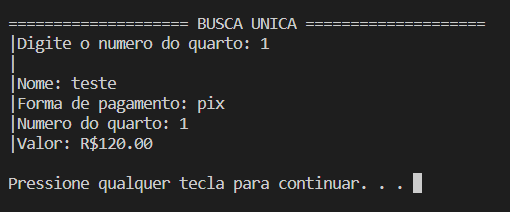 =================== BUSCA UNICA ===================
|Digite o numero do quarto: 1
|
|Nome: teste
|Forma de pagamento: pix
|Numero do quarto: 1
|Valor: R$120.00
Pressione qualquer tecla para continuar. . .